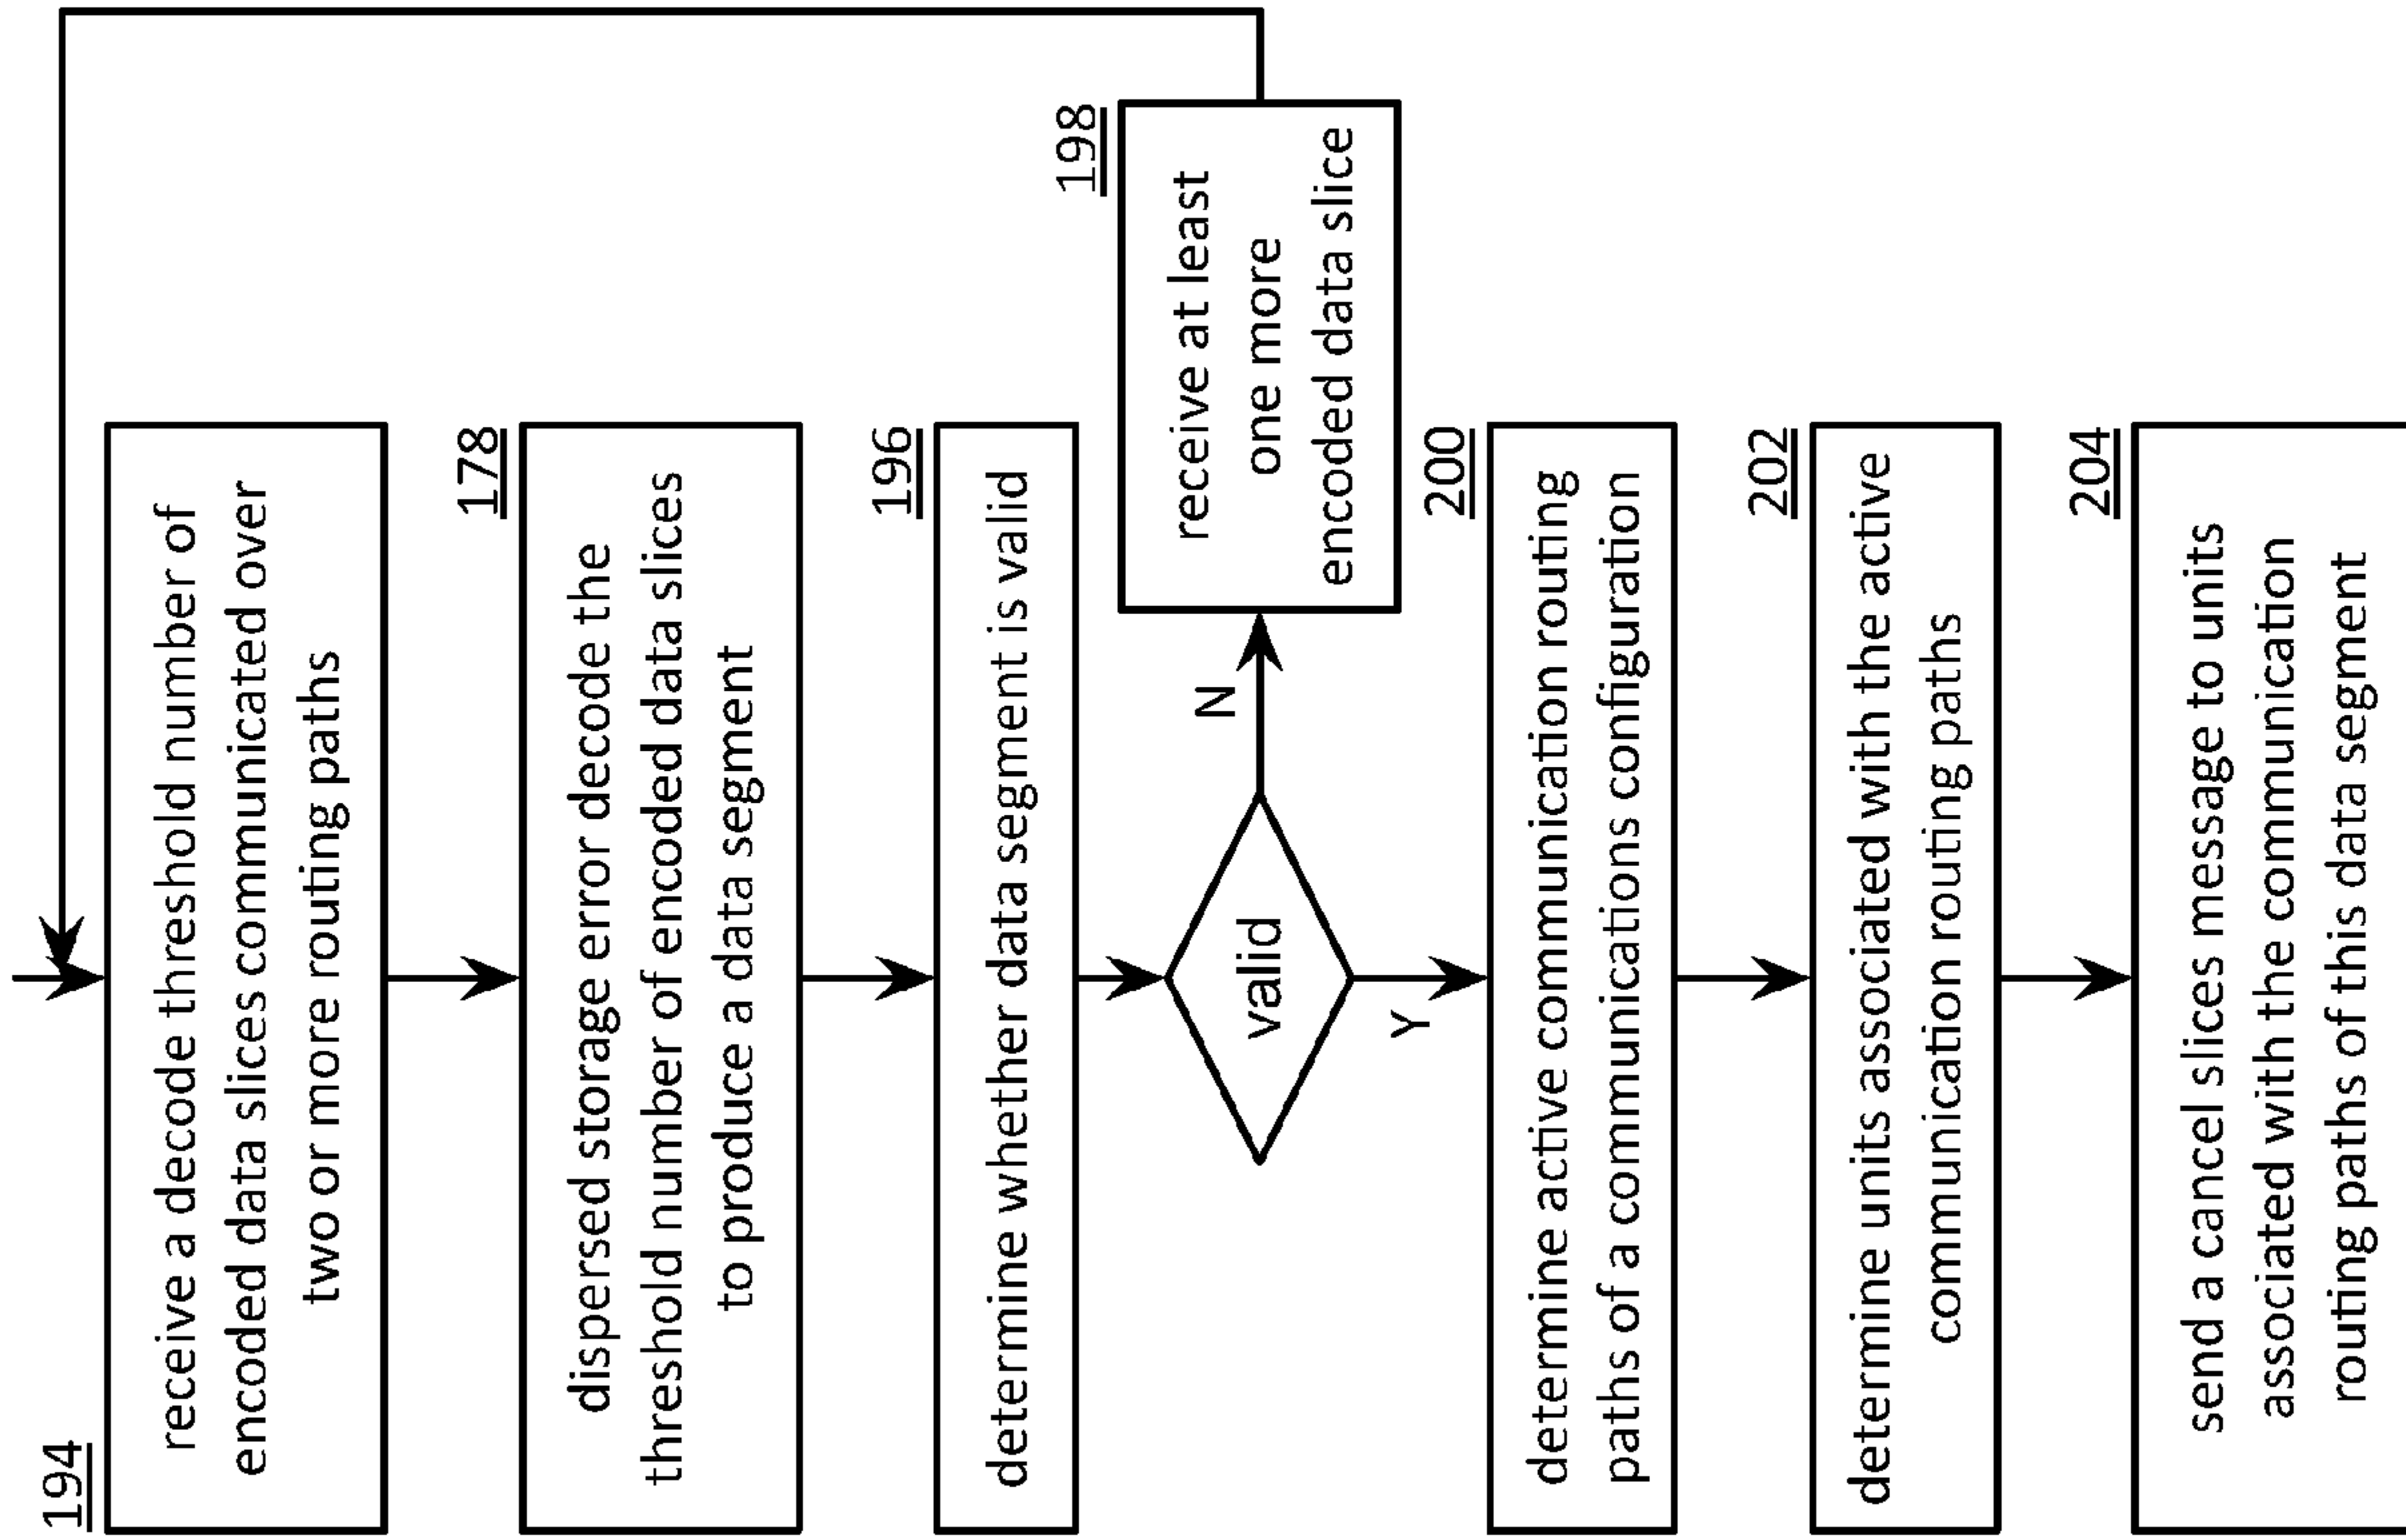 194
receive a decode threshold number of
encoded data slices communicated over
two or more routing paths
178
dispersed storage error decode the
threshold number of encoded data slices
to produce a data segment
196
determine whether data segment is valid
valid
N
198
receive at least
one more
encoded data slice
Y
200
determine active communication routing
paths of a communications configuration
202
determine units associated with the active
communication routing paths
204
send a cancel slices message to units
associated with the communication
routing paths of this data segment